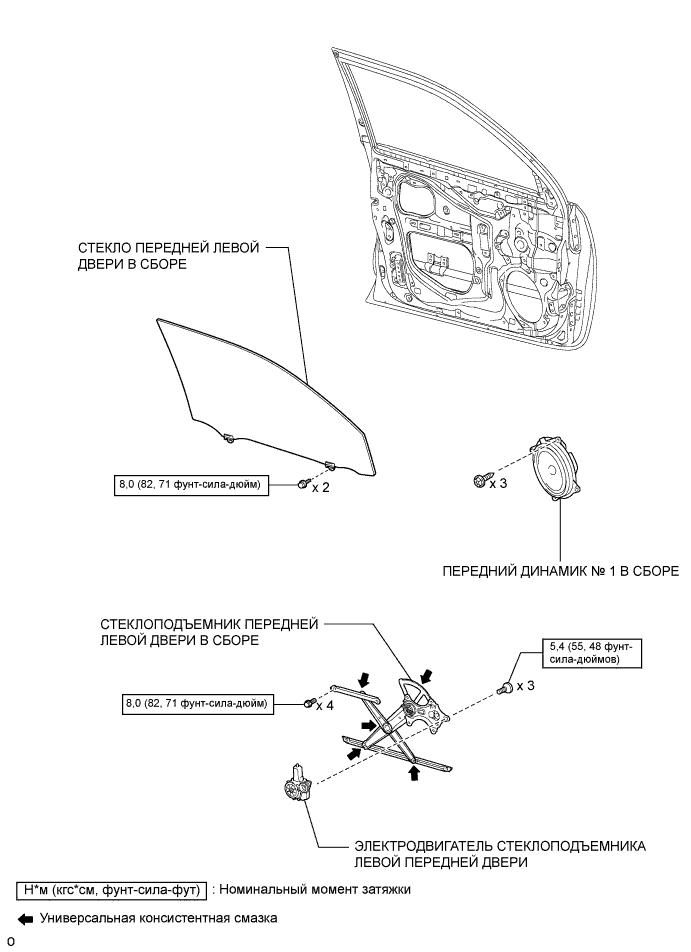 СТЕКЛО ПЕРЕДНЕЙ ЛЕВОЙ
ДВЕРИ В СБОРЕ
8,0 (82, 71 фунт-сила-дюйм)
x 2
x 3
ПЕРЕДНИЙ ДИНАМИК № 1 В СБОРЕ
СТЕКЛОПОДЪЕМНИК ПЕРЕДНЕЙ
ЛЕВОЙ ДВЕРИ В СБОРЕ
5,4 (55, 48 фунт-
сила-дюймов)
x 3
8,0 (82, 71 фунт-сила-дюйм)
x 4
ЭЛЕКТРОДВИГАТЕЛЬ СТЕКЛОПОДЪЕМНИКА
ЛЕВОЙ ПЕРЕДНЕЙ ДВЕРИ
Н*м (кгс*см, фунт-сила-фут) : Номинальный момент затяжки
Универсальная консистентная смазка
O